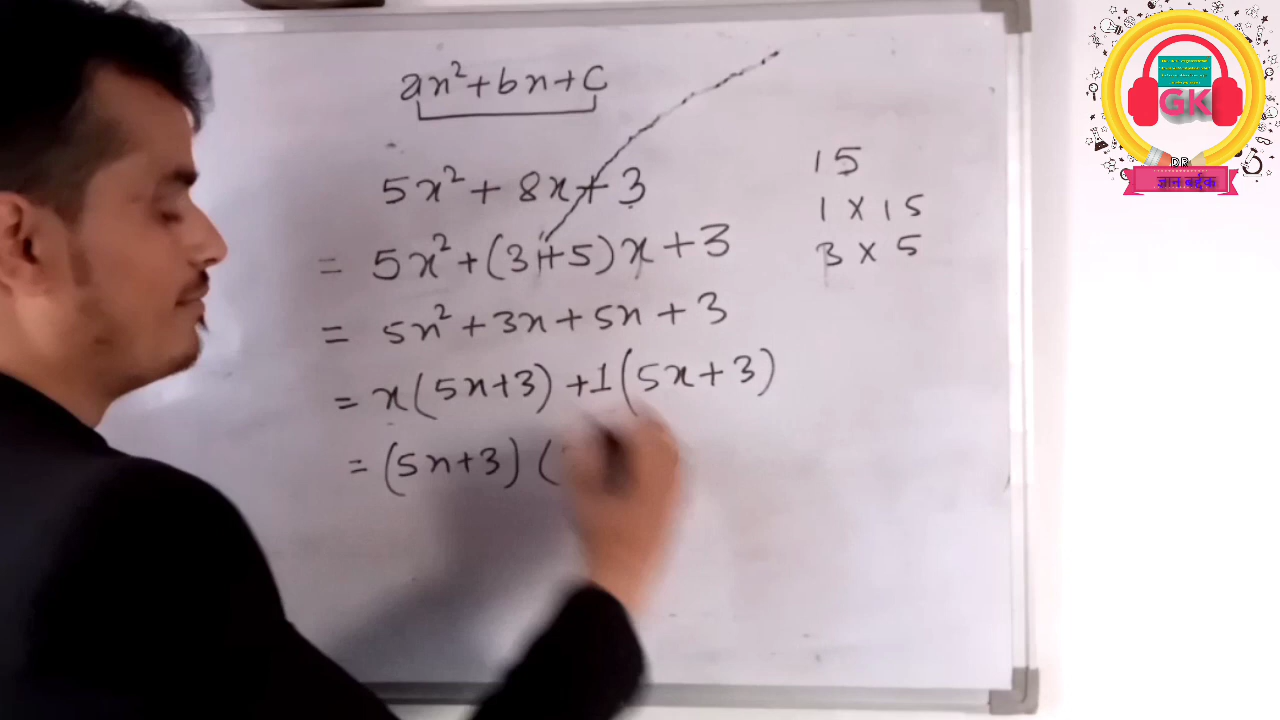 ax² + bx + c
5x² + 8x + 3
= 5x² + (3+5)x + 3
= 5x² + 3x + 5x + 3
= x(5x+3) +1(5x+3)
= (5x+3) (
15
1 × 15
3 × 5
GK
DR
ज्ञान वर्द्धक